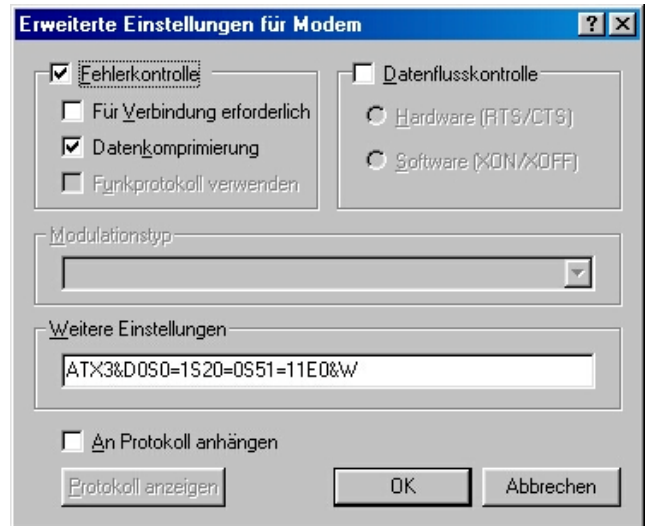 Erweiterte Einstellungen für Modem
Fehlerkontrolle
Für Verbindung erforderlich
Datenkomprimierung
Funkprotokoll verwenden
Datenflusskontrolle
Hardware (RTS/CTS)
Software (XON/XOFF)
Modulationstyp
Weitere Einstellungen
ATX3&D0S0=1S20=0S51=11E0&W
An Protokoll anhängen
Protokoll anzeigen
OK
Abbrechen